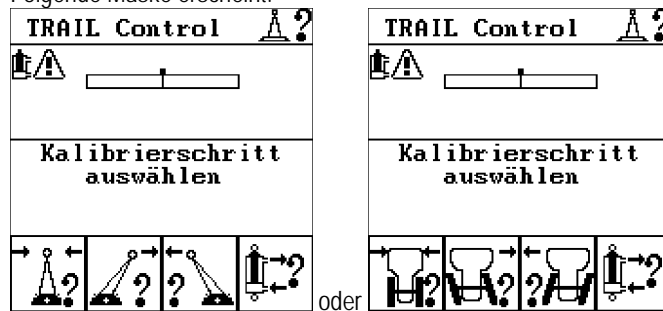 Folgende Maske erscheint:
TRAIL Control ?
TRAIL Control ?
Kalibrierschritt
auswählen
Kalibrierschritt
auswählen
? ? ? ?
oder
? ? ? ?